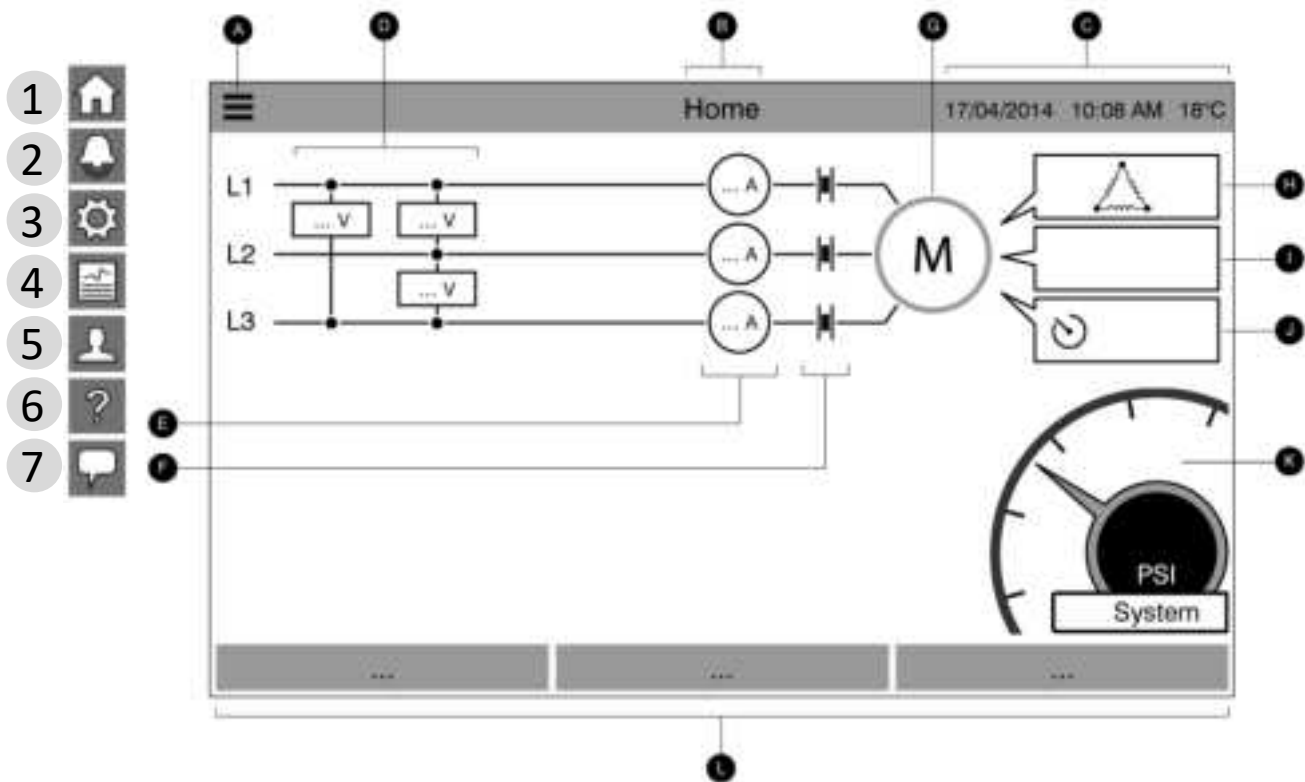 A
D
B
G
C
1
2
3
4
5
6
?
7
Home
17/04/2014 10:08 AM 18°C
L1
L2
L3
... V
... V
... V
... A
... A
... A
M
H
I
J
E
F
K
PSI
System
...
...
...
L